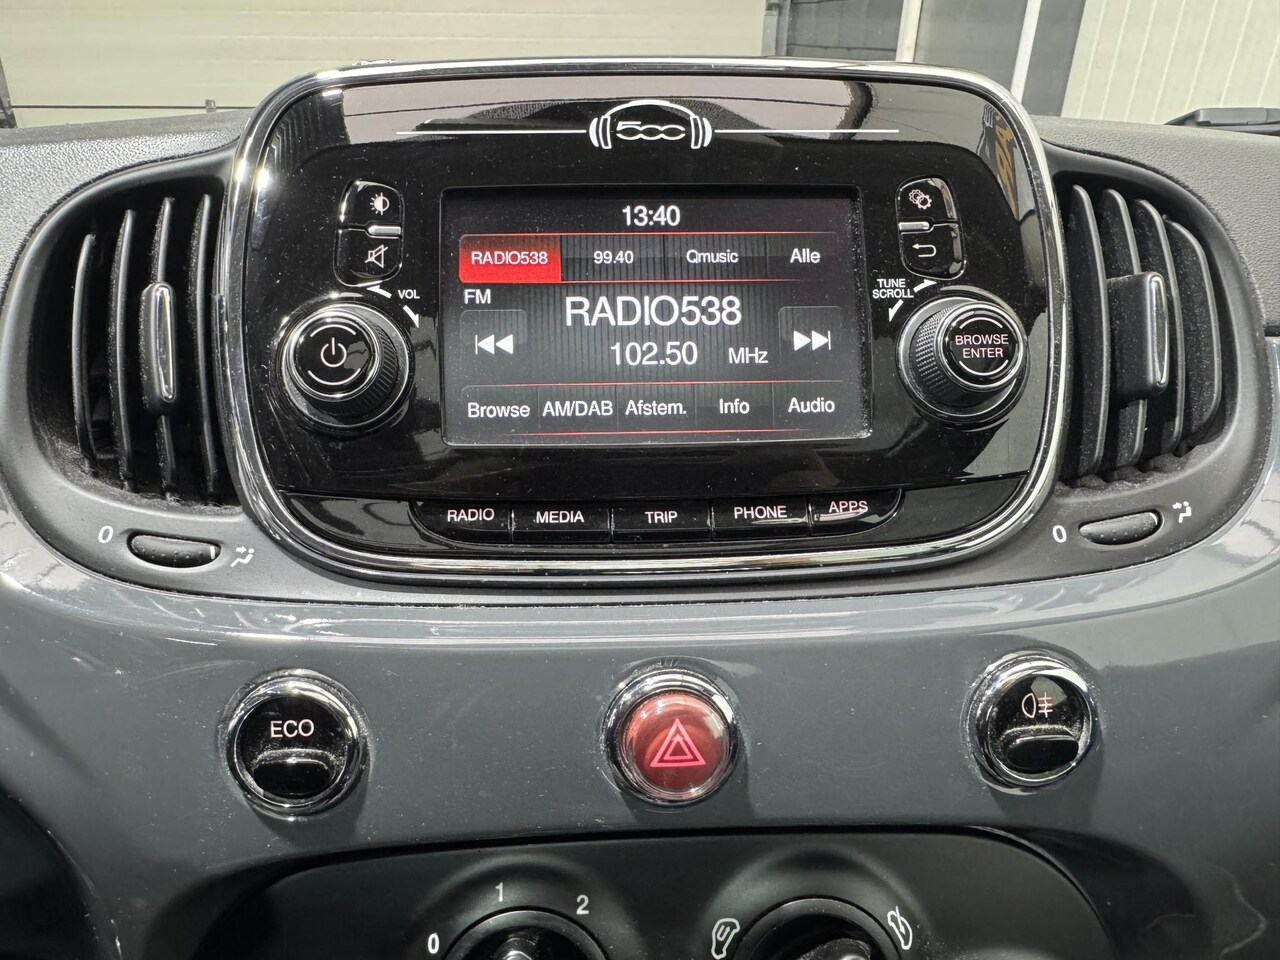 500
13:40
RADIO538 99.40 Qmusic Alle
FM
RADIO538
102.50 MHz
Browse AM/DAB Afstem. Info Audio
VOL
TUNE
SCROLL
BROWSE
ENTER
RADIO MEDIA TRIP PHONE APPS
0
0
ECO
0 1 2